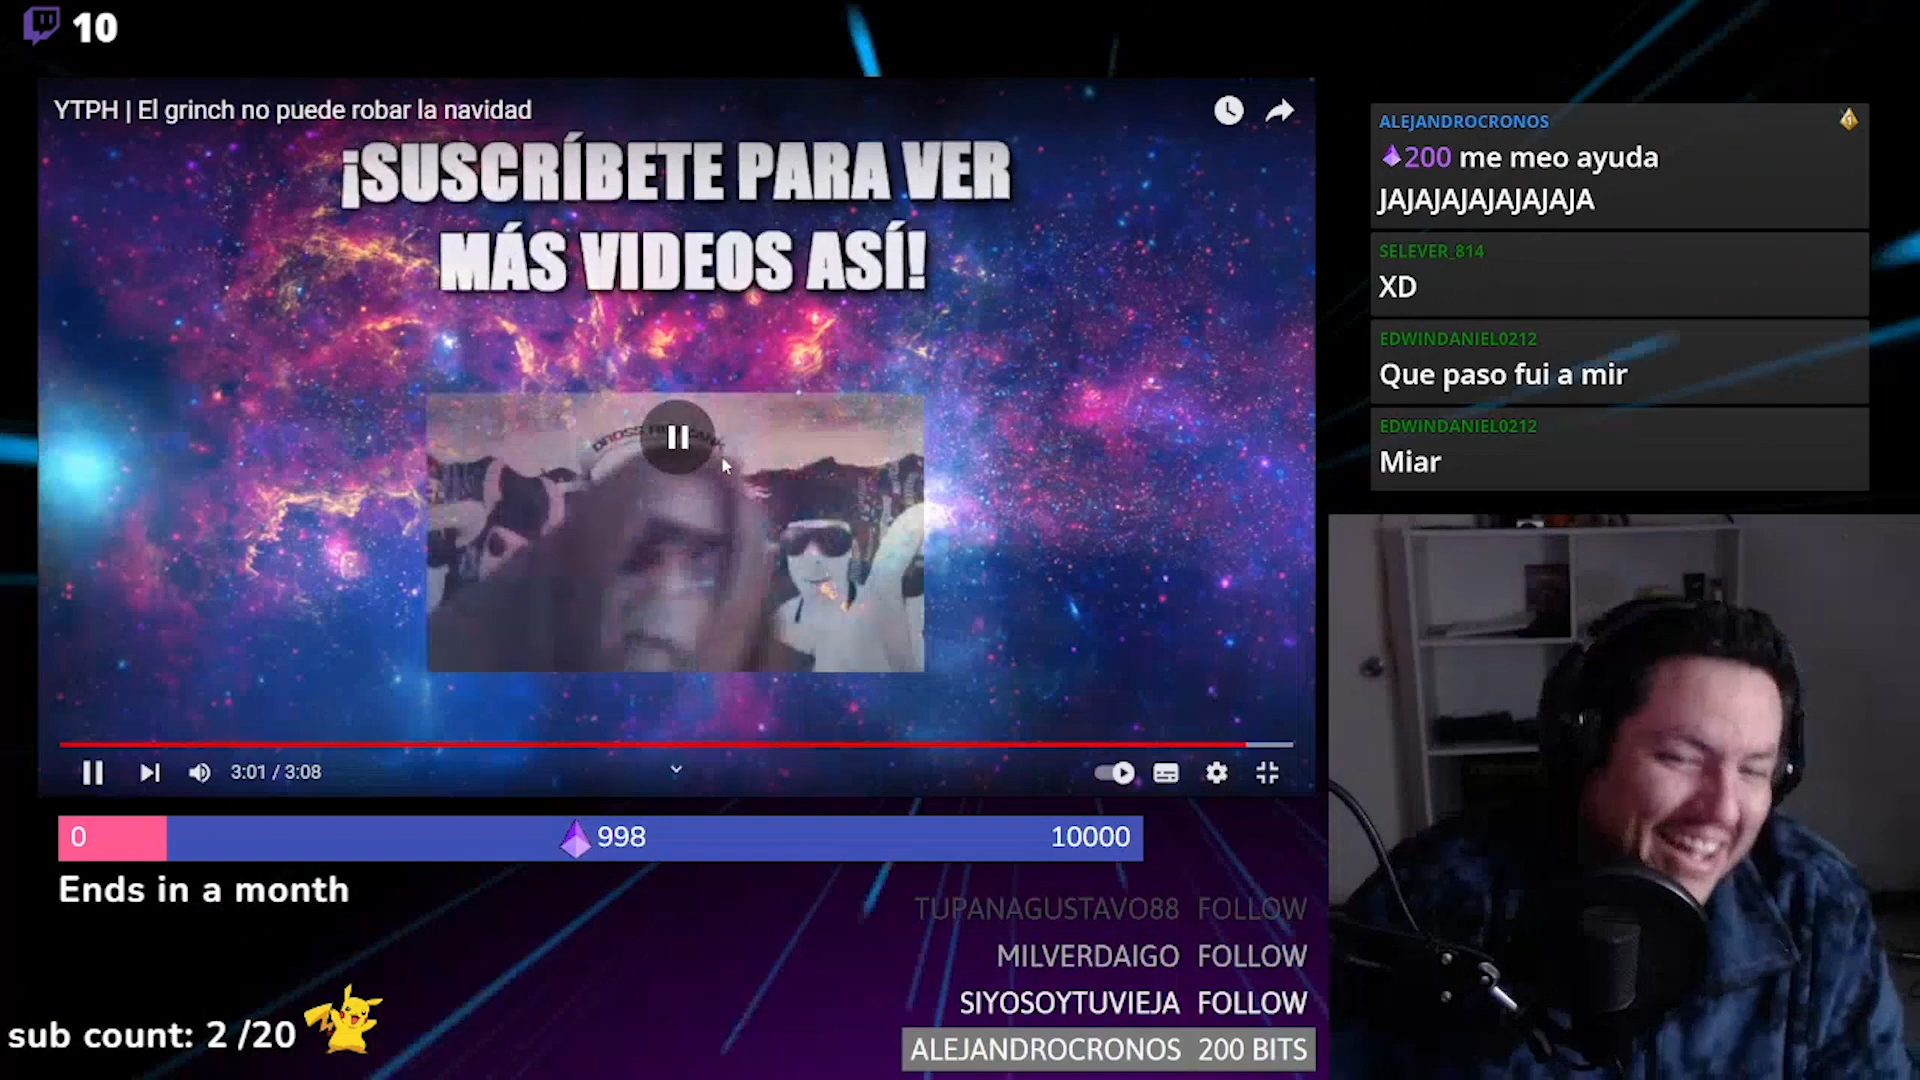 10
YTPH | El grinch no puede robar la navidad
¡SUSCRÍBETE PARA VER
MÁS VIDEOS ASÍ!
3:01 / 3:08
0
998
10000
Ends in a month
sub count: 2 /20
TUPANAGUSTAVO88 FOLLOW
MILVERDAIGO FOLLOW
SIYOSOYTUVIEJA FOLLOW
ALEJANDROCRONOS 200 BITS
ALEJANDROCRONOS
200 me meo ayuda
JAJAJAJAJAJAJAJA
SELEVER_814
XD
EDWINDANIEL0212
Que paso fui a mir
EDWINDANIEL0212
Miar